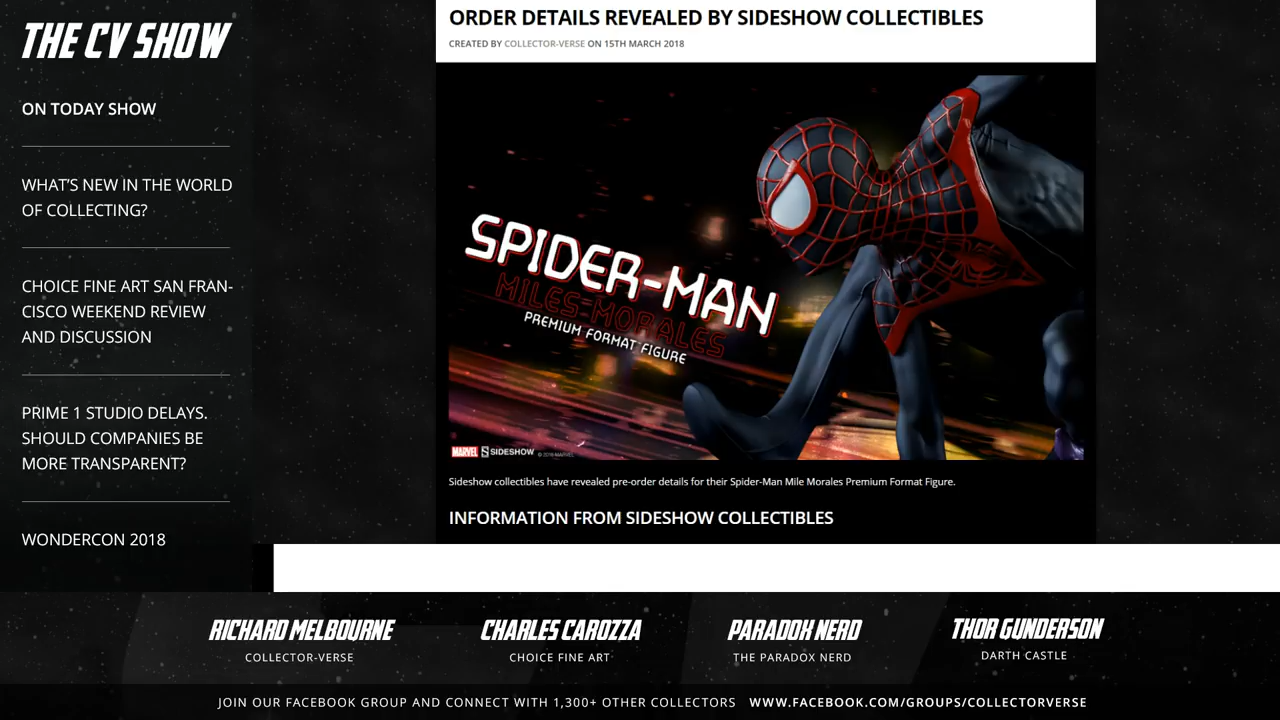 THE CV SHOW
ON TODAY SHOW
WHAT'S NEW IN THE WORLD
OF COLLECTING?
CHOICE FINE ART SAN FRAN-
CISCO WEEKEND REVIEW
AND DISCUSSION
PRIME 1 STUDIO DELAYS.
SHOULD COMPANIES BE
MORE TRANSPARENT?
WONDERCON 2018
ORDER DETAILS REVEALED BY SIDESHOW COLLECTIBLES
CREATED BY COLLECTOR-VERSE ON 15TH MARCH 2018
SPIDER-MAN
MILES MORALES
PREMIUM FORMAT FIGURE
MARVEL SIDESHOW © 2018 MARVEL
Sideshow collectibles have revealed pre-order details for their Spider-Man Mile Morales Premium Format Figure.
INFORMATION FROM SIDESHOW COLLECTIBLES
RICHARD MELBOURNE
COLLECTOR-VERSE
CHARLES CAROZZA
CHOICE FINE ART
PARADOX NERD
THE PARADOX NERD
THOR GUNDERSON
DARTH CASTLE
JOIN OUR FACEBOOK GROUP AND CONNECT WITH 1,300+ OTHER COLLECTORS WWW.FACEBOOK.COM/GROUPS/COLLECTORVERSE